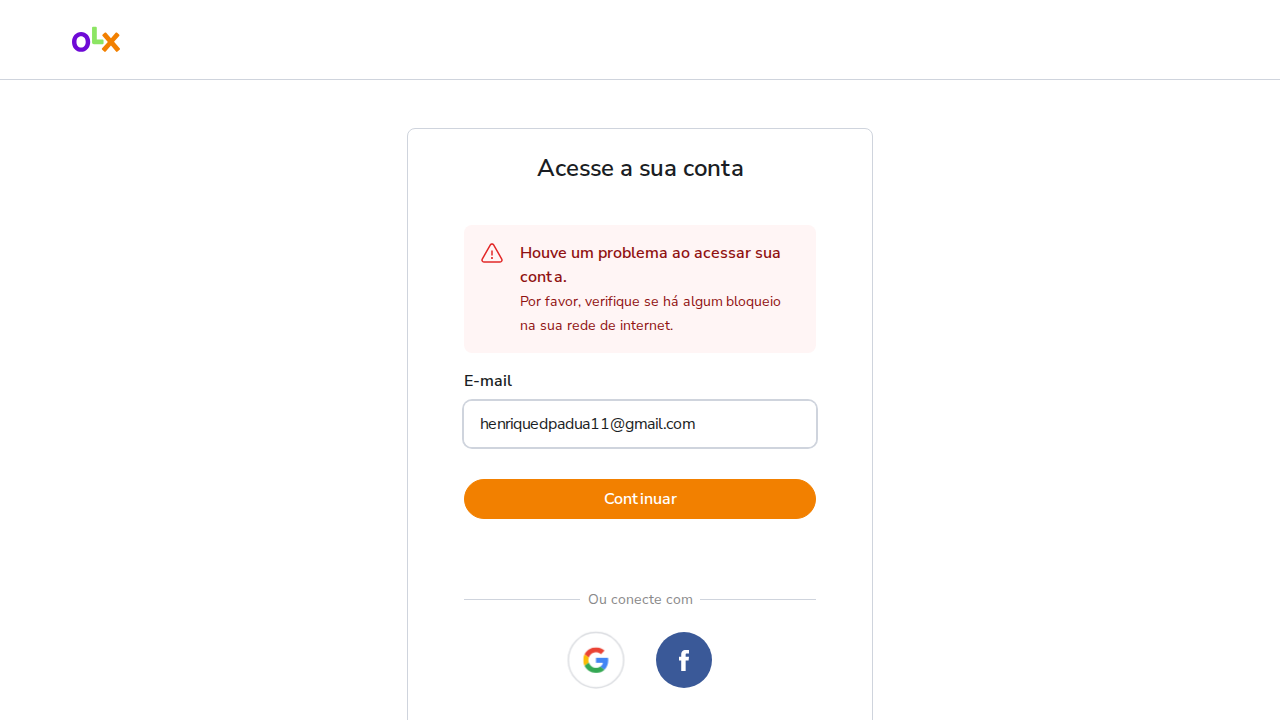 OLX
Acesse a sua conta
Houve um problema ao acessar sua
conta.
Por favor, verifique se há algum bloqueio
na sua rede de internet.
E-mail
henriquedpadua11@gmail.com
Continuar
Ou conecte com